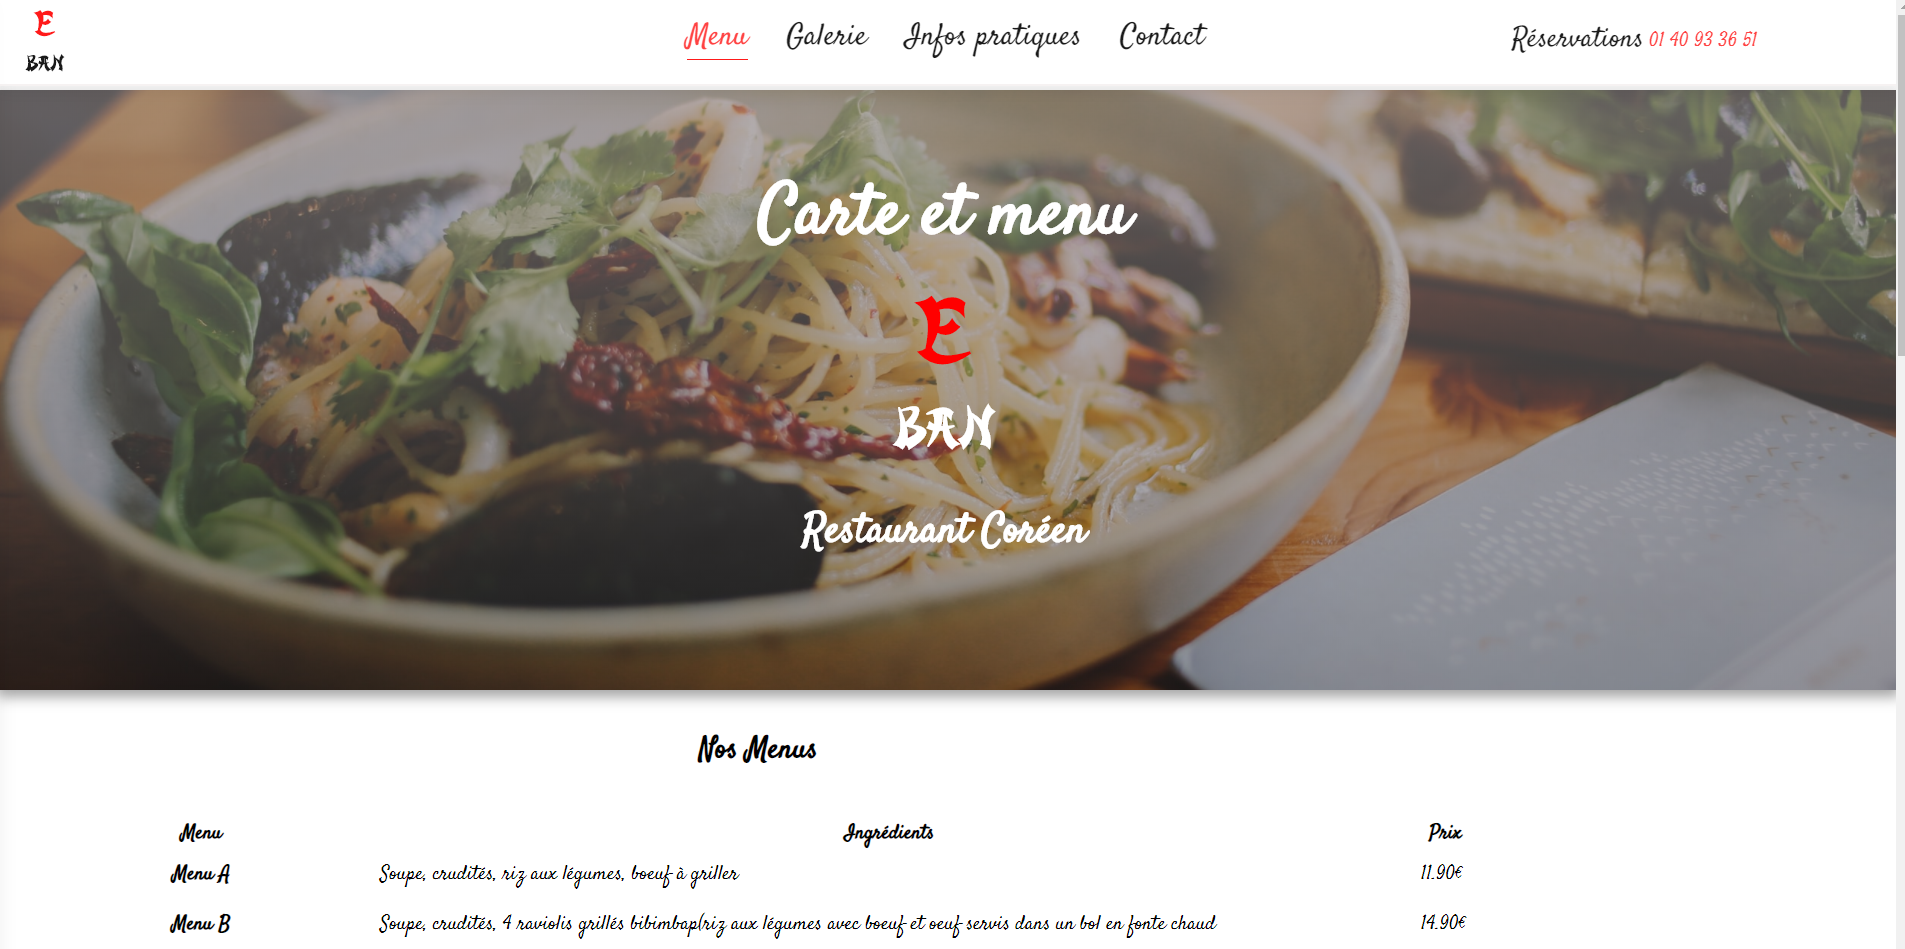 E
BAN
Menu Galerie Infos pratiques Contact Réservations 01 40 93 36 51
Carte et menu
E
BAN
Restaurant Coréen
Nos Menus
Menu Ingrédients Prix
Menu A Soupe, crudités, riz aux légumes, boeuf à griller 11.90€
Menu B Soupe, crudités, 4 raviolis grillés bibimbap(riz aux légumes avec boeuf et oeuf servis dans un bol en fonte chaud 14.90€